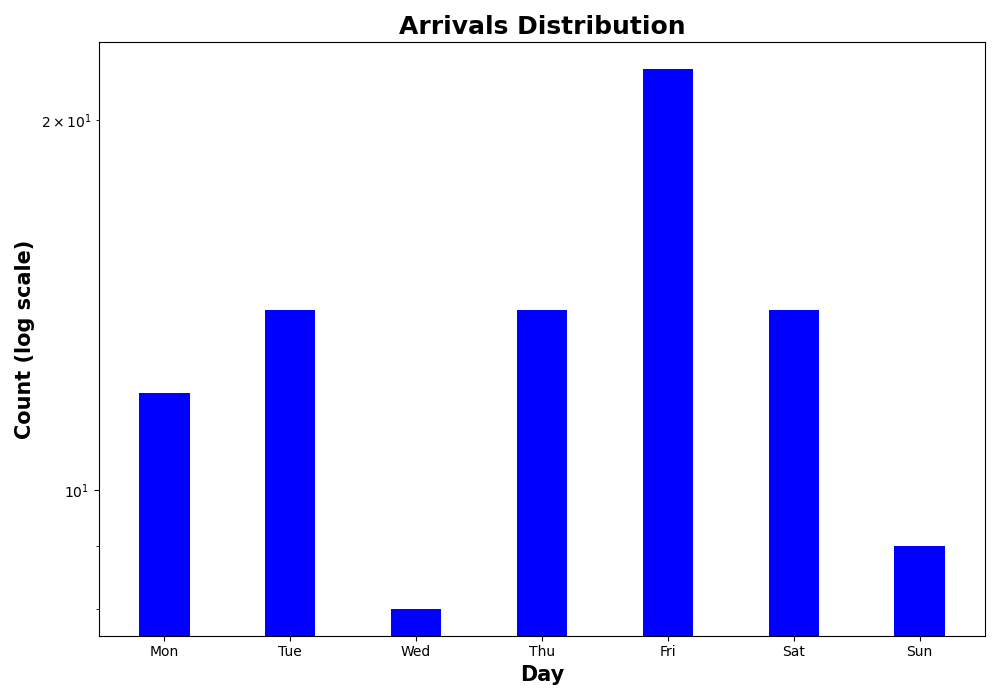 Arrivals Distribution
Count (log scale)
2 × 10¹
10¹
Mon Tue Wed Thu Fri Sat Sun
Day